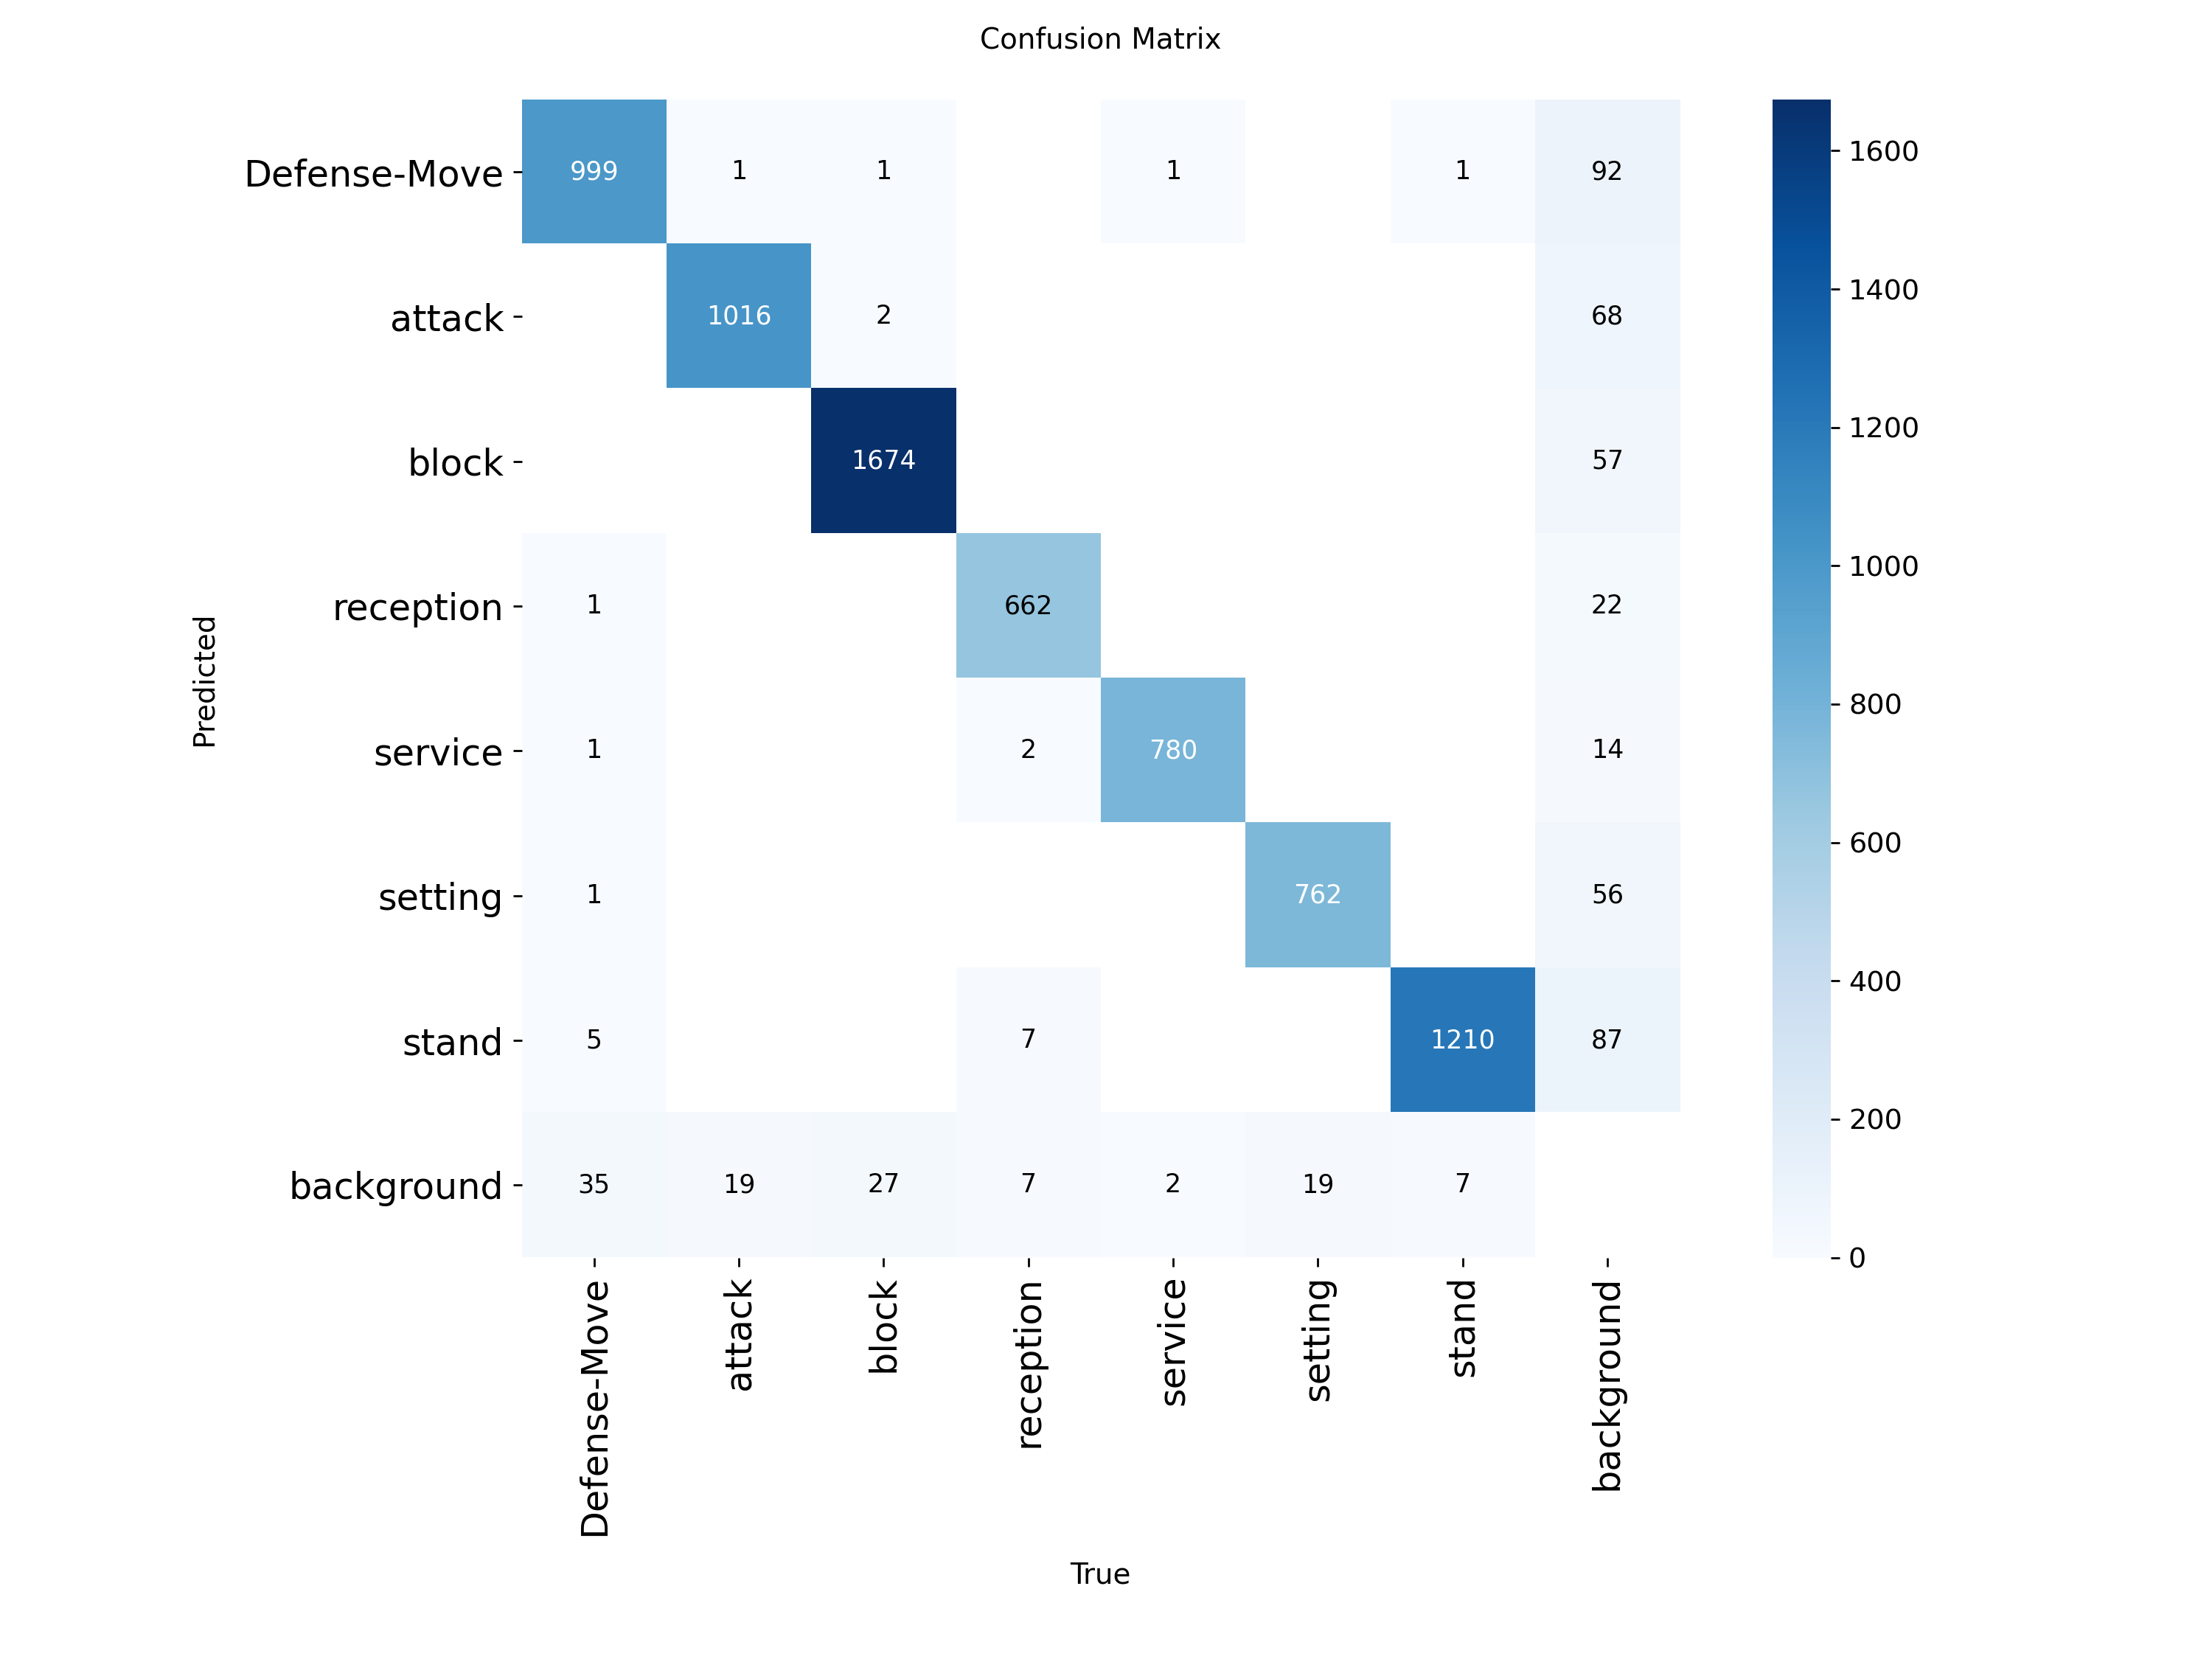 Confusion Matrix
Defense-Move 999 1 1 1 1 92
attack 1016 2 68
block 1674 57
reception 1 662 22
service 1 2 780 14
setting 1 762 56
stand 5 7 1210 87
background 35 19 27 7 2 19 7
Predicted
Defense-Move attack block reception service setting stand background
True
1600
1400
1200
1000
800
600
400
200
0